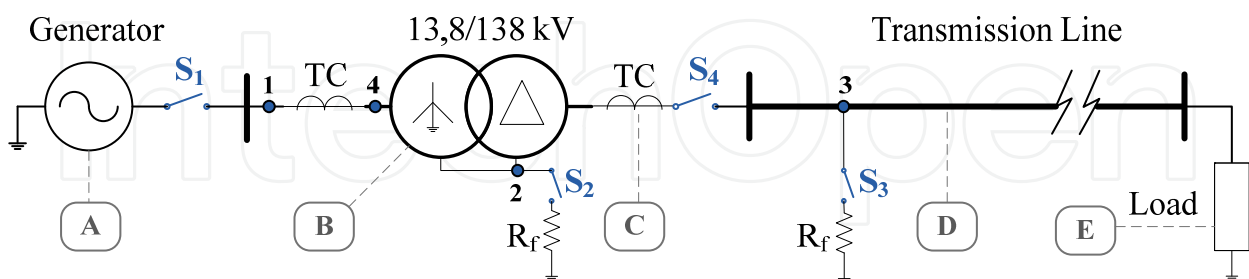 Generator
13,8/138 kV
Transmission Line
S1
1
TC
4
TC
S4
3
2
S2
S3
Rf
Rf
Load
A
B
C
D
E
InTechOpen